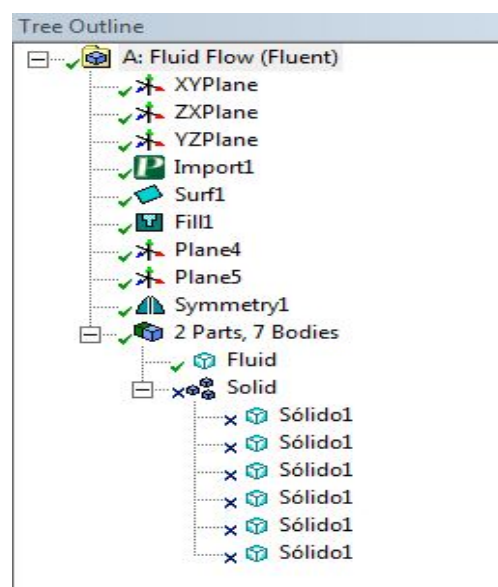 Tree Outline
A: Fluid Flow (Fluent)
XYPlane
ZXPlane
YZPlane
Import1
Surf1
Fill1
Plane4
Plane5
Symmetry1
2 Parts, 7 Bodies
Fluid
Solid
Sólido1
Sólido1
Sólido1
Sólido1
Sólido1
Sólido1